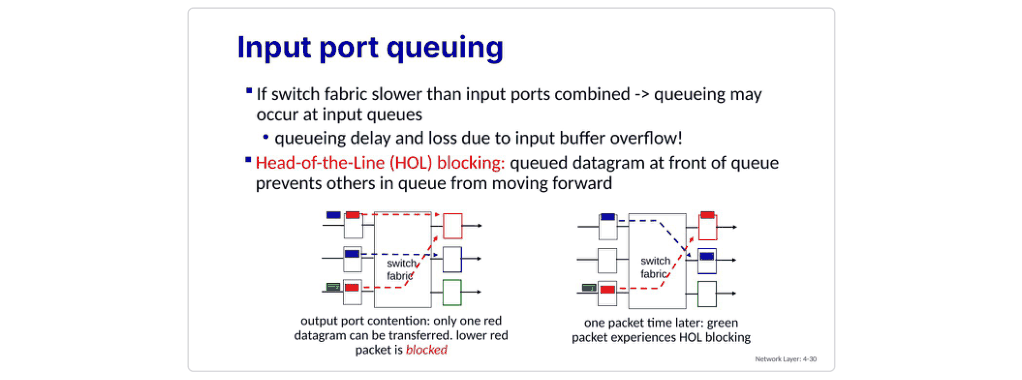 Input port queuing
If switch fabric slower than input ports combined -> queueing may
occur at input queues
queueing delay and loss due to input buffer overflow!
Head-of-the-Line (HOL) blocking: queued datagram at front of queue
prevents others in queue from moving forward
switch
fabric
output port contention: only one red
datagram can be transferred. lower red
packet is blocked
switch
fabric
one packet time later: green
packet experiences HOL blocking
Network Layer: 4-30